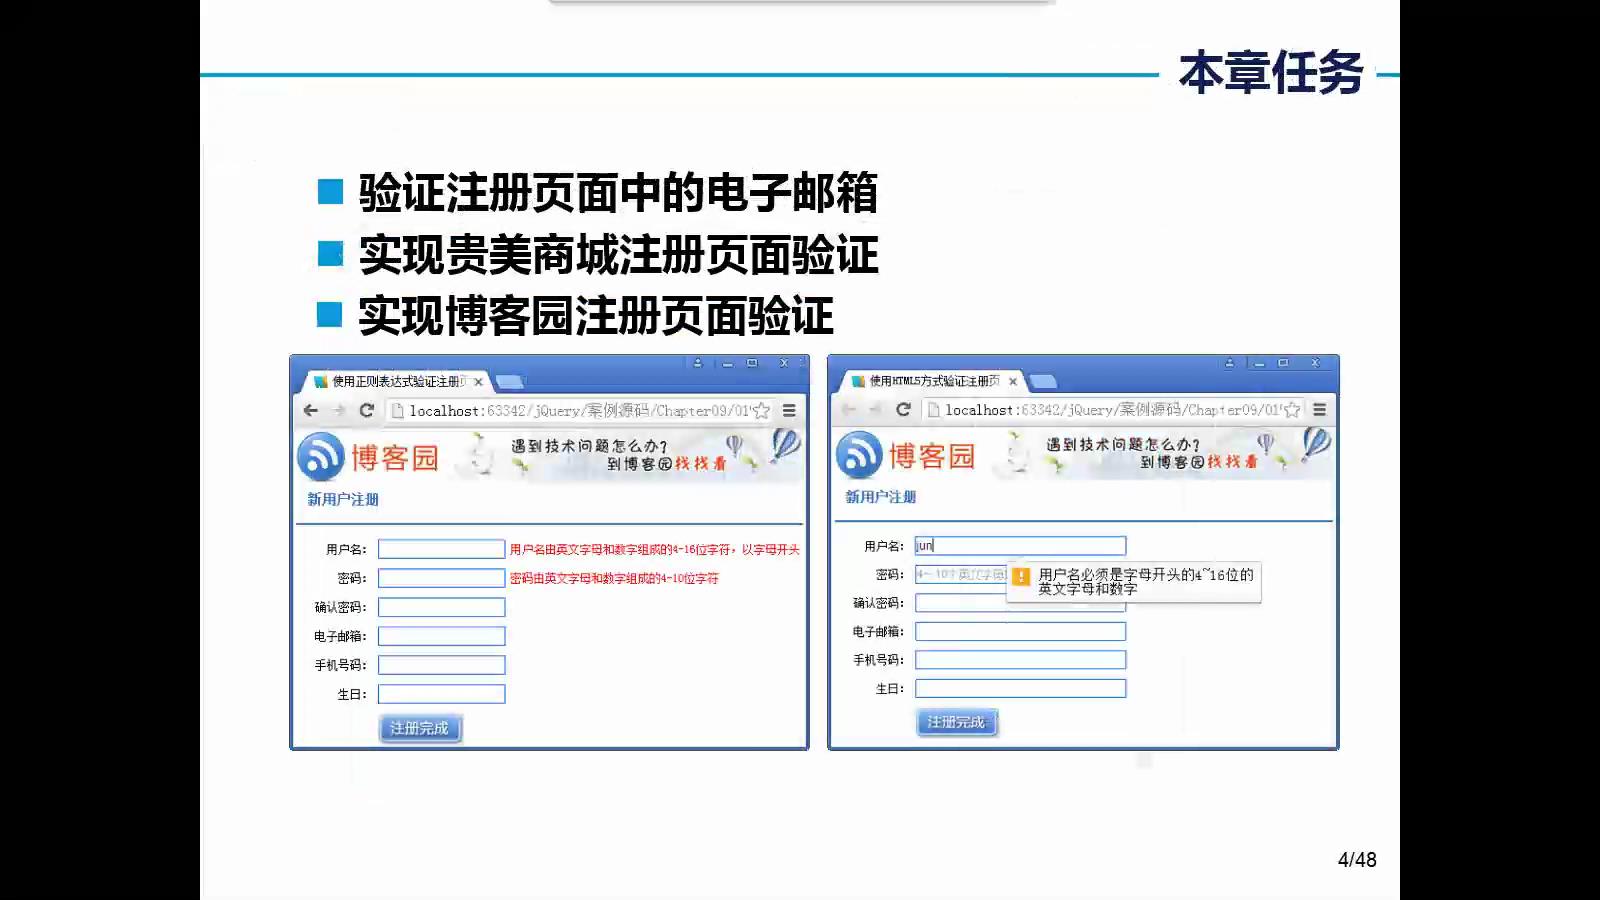 本章任务
验证注册页面中的电子邮箱
实现贵美商城注册页面验证
实现博客园注册页面验证
使用正则表达式验证注册页
localhost:63342/jQuery/案例源码/Chapter09/01
博客园
遇到技术问题怎么办?
到博客园找找看
新用户注册
用户名: 用户名由英文字母和数字组成的4-16位字符，以字母开头
密码: 密码由英文字母和数字组成的4-10位字符
确认密码:
电子邮箱:
手机号码:
生日:
注册完成
使用HTML5方式验证注册页
localhost:63342/jQuery/案例源码/Chapter09/01
博客园
遇到技术问题怎么办?
到博客园找找看
新用户注册
用户名: jun
密码: 4~10个英文字母
用户名必须是字母开头的4~16位的
英文字母和数字
确认密码:
电子邮箱:
手机号码:
生日:
注册完成
4/48